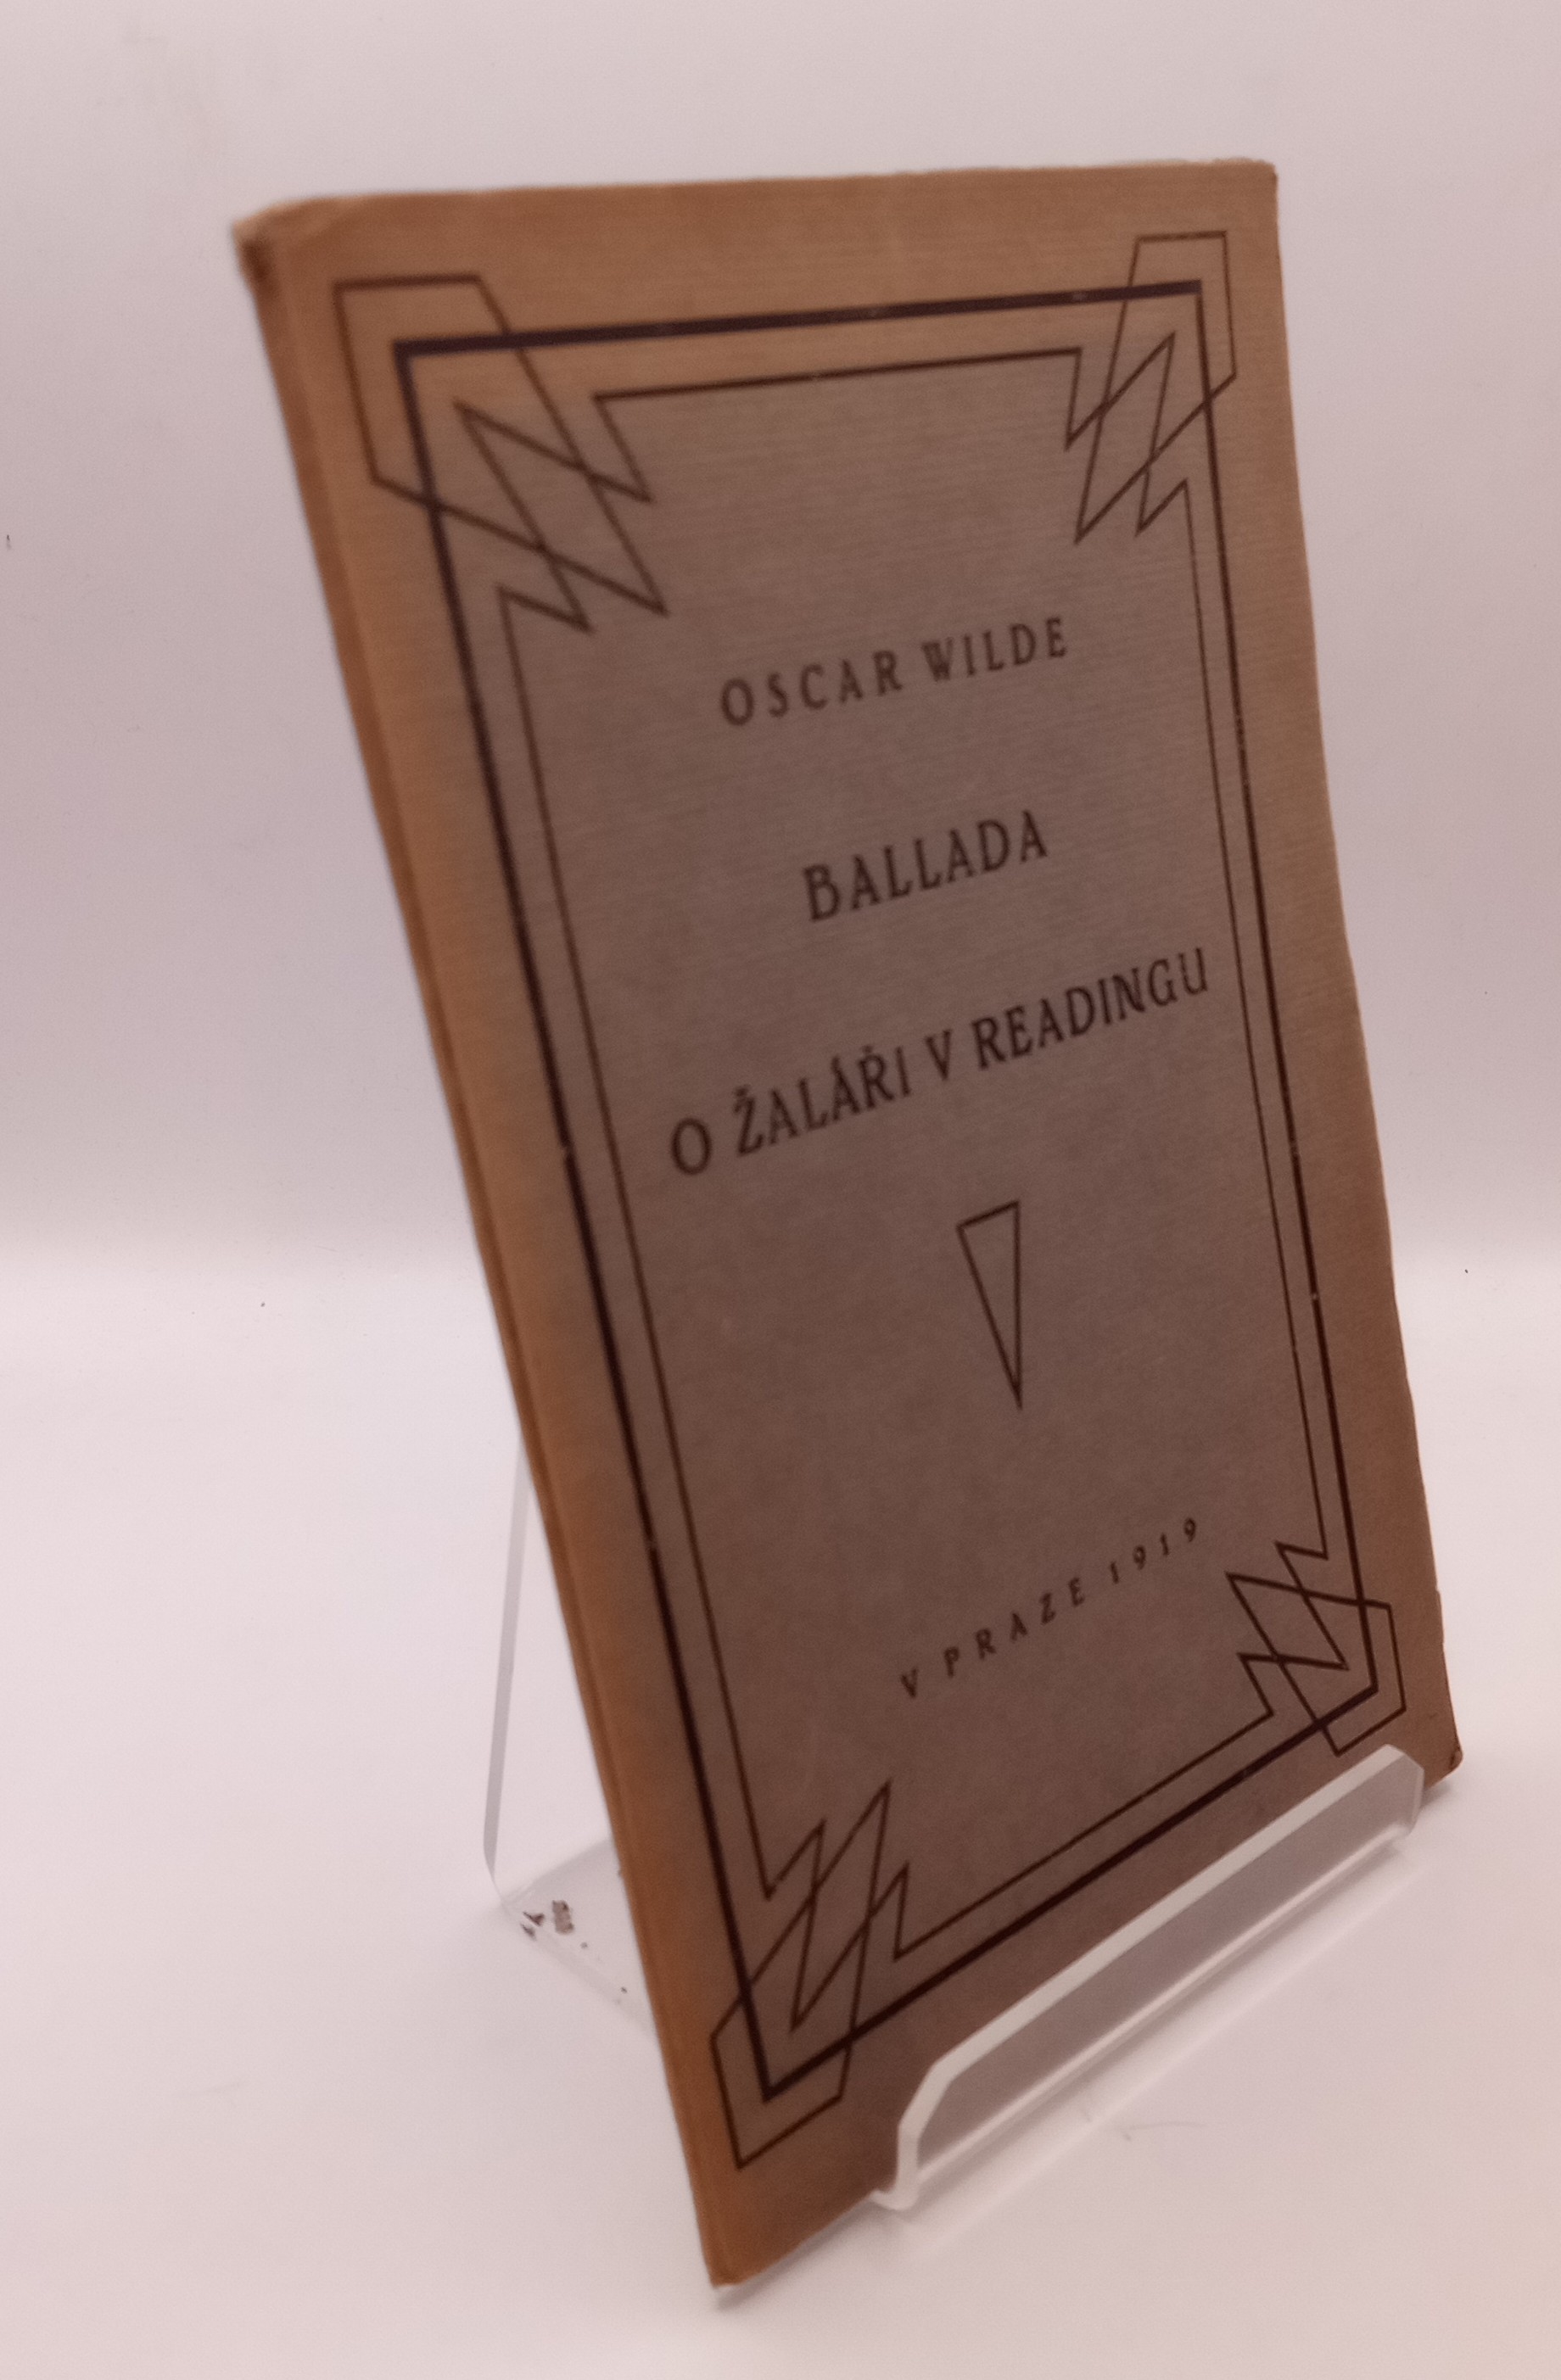 OSCAR WILDE
BALLADA
O ŽALÁŘI V READINGU
V PRAZE 1919